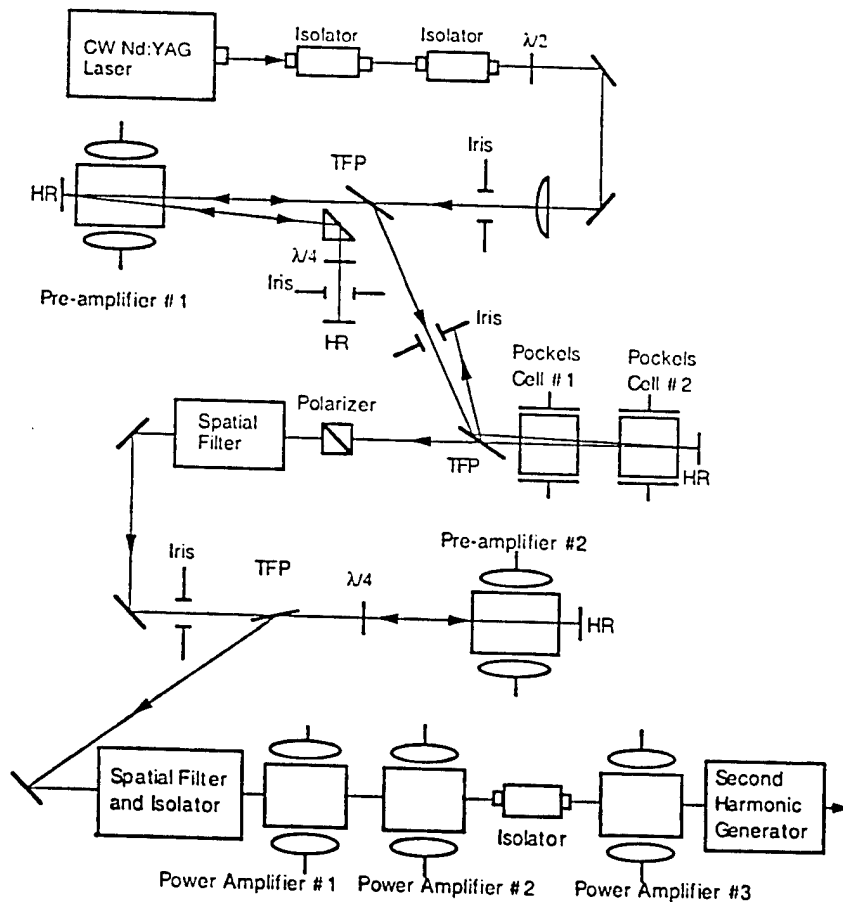 CW Nd:YAG
Laser
Isolator
Isolator
λ/2
TFP
Iris
HR
λ/4
Iris
HR
Pre-amplifier #1
Iris
Pockels
Cell #1
Pockels
Cell #2
Spatial
Filter
Polarizer
TFP
HR
Pre-amplifier #2
Iris
TFP
λ/4
HR
Spatial Filter
and Isolator
Isolator
Second
Harmonic
Generator
Power Amplifier #1
Power Amplifier #2
Power Amplifier #3